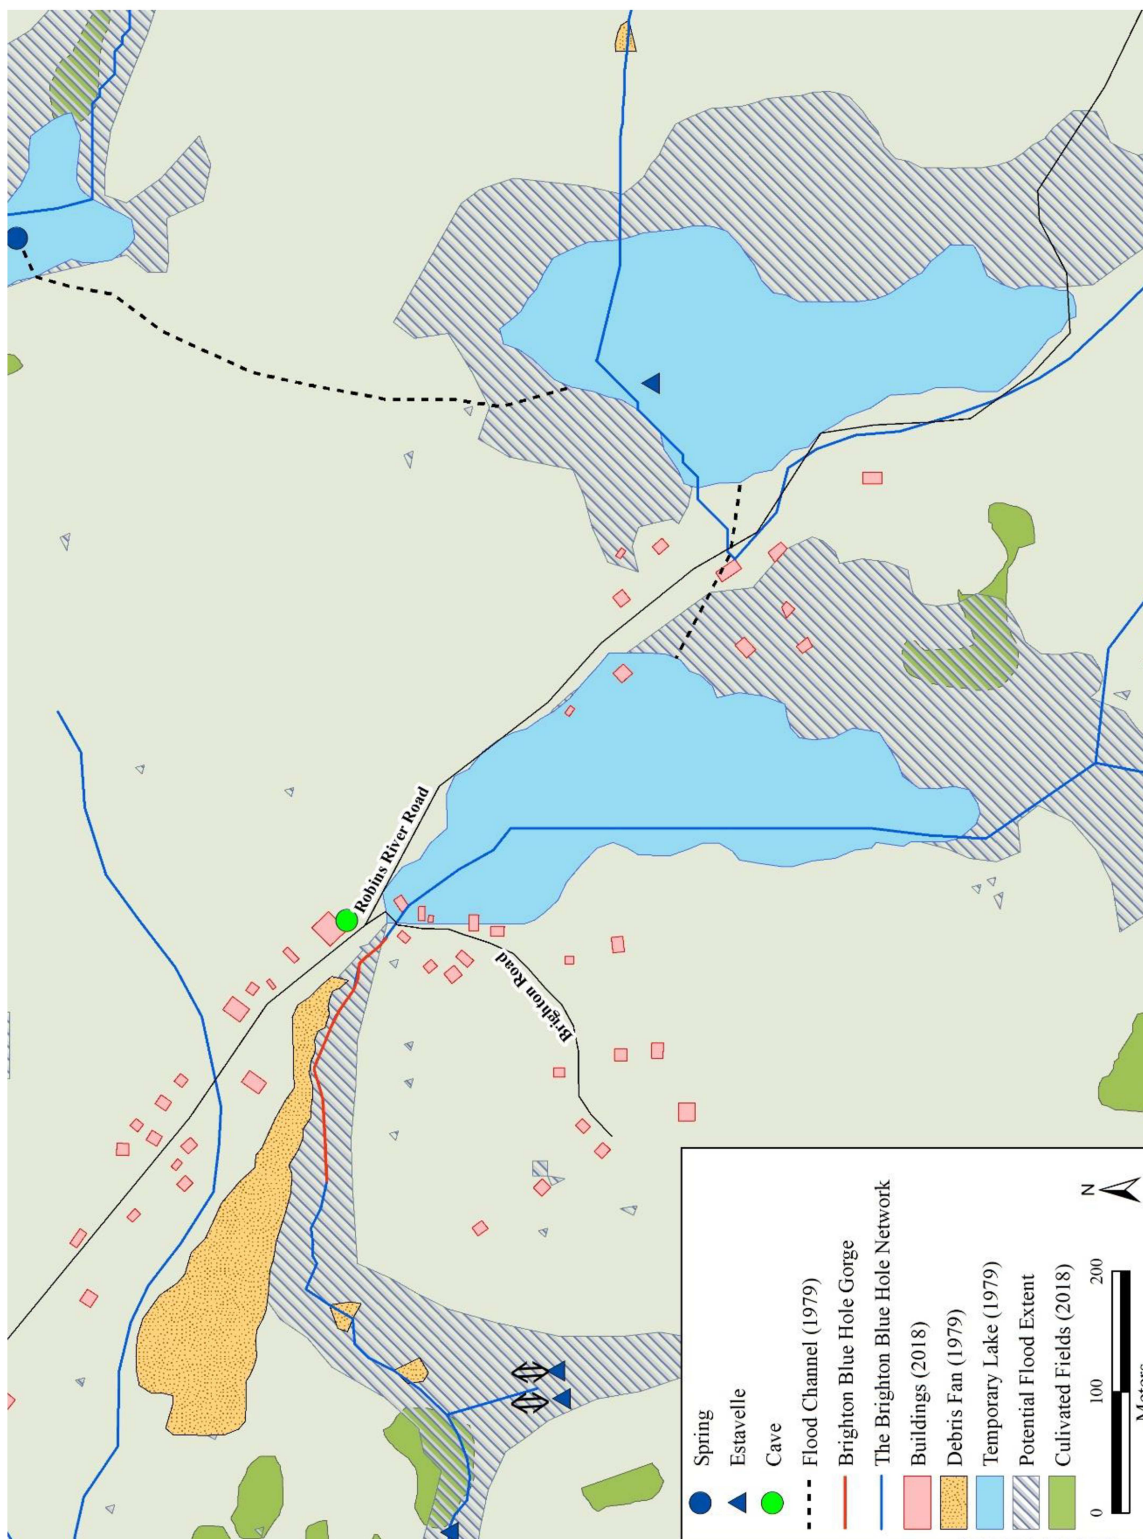 Robins River Road
Brighton Road
N
Spring
Estavelle
Cave
Flood Channel (1979)
Brighton Blue Hole Gorge
The Brighton Blue Hole Network
Buildings (2018)
Debris Fan (1979)
Temporary Lake (1979)
Potential Flood Extent
Culivated Fields (2018)
0 100 200
Meters